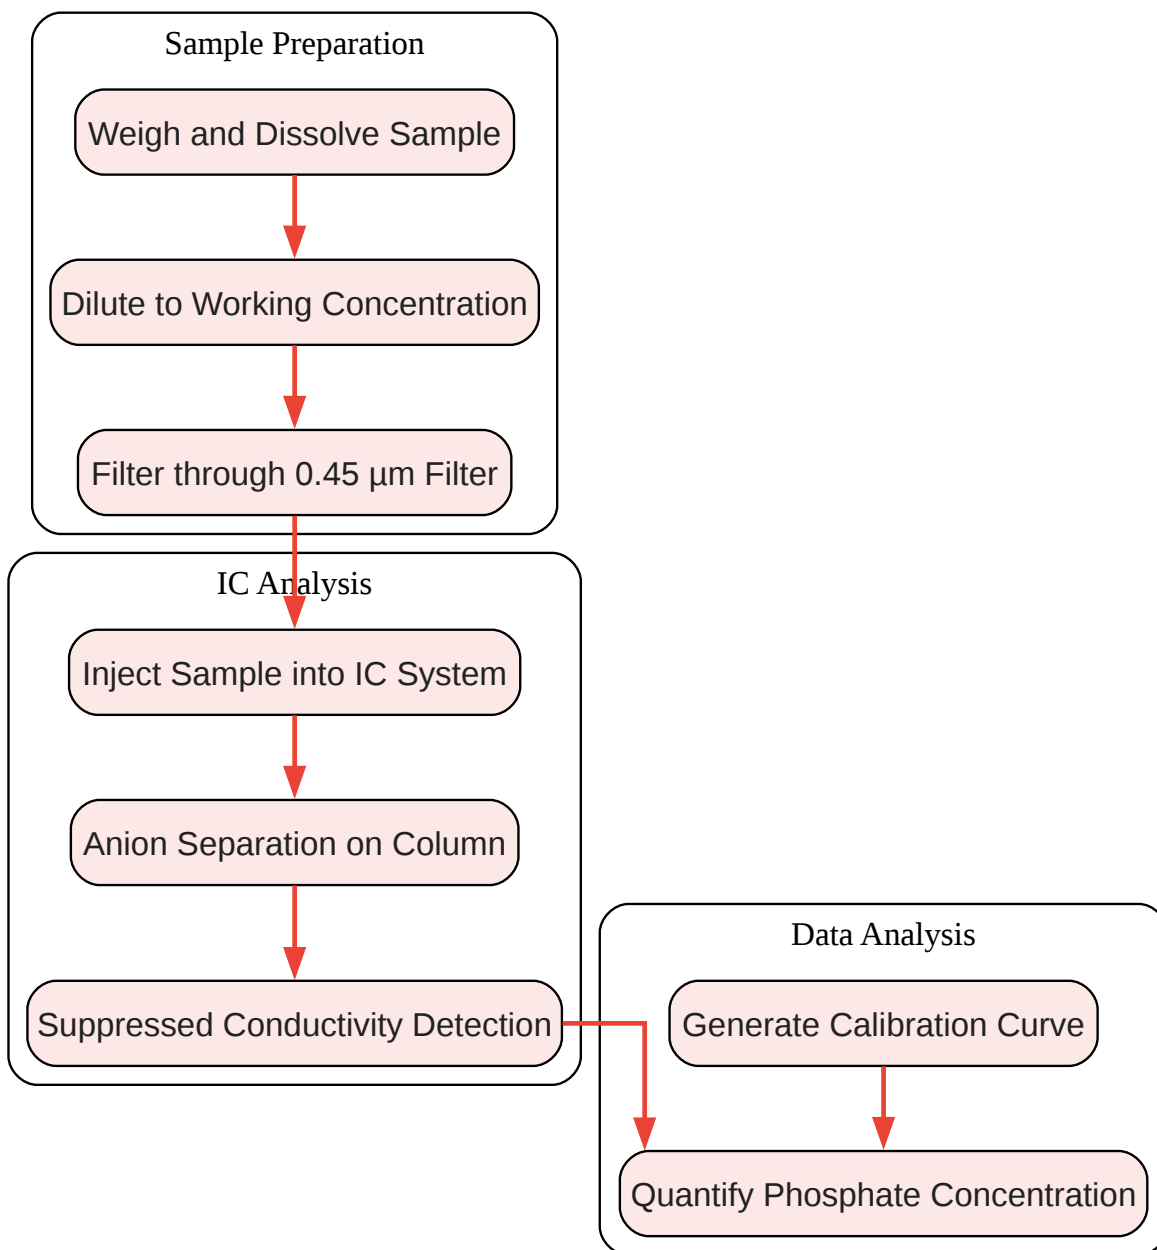 Sample Preparation
Weigh and Dissolve Sample
Dilute to Working Concentration
Filter through 0.45 µm Filter
IC Analysis
Inject Sample into IC System
Anion Separation on Column
Suppressed Conductivity Detection
Data Analysis
Generate Calibration Curve
Quantify Phosphate Concentration